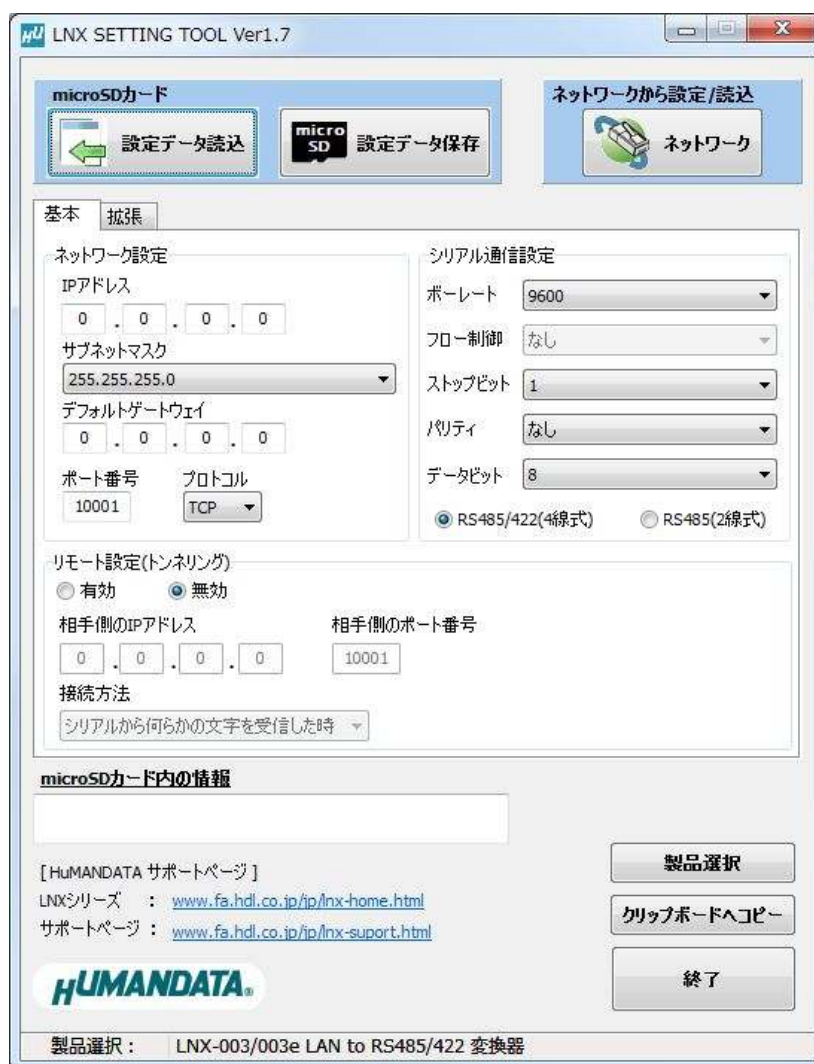 LNX SETTING TOOL Ver1.7
microSDカード
ネットワークから設定/読込
設定データ読込
micro SD
設定データ保存
ネットワーク
基本
拡張
ネットワーク設定
IPアドレス
0 . 0 . 0 . 0
サブネットマスク
255.255.255.0
デフォルトゲートウェイ
0 . 0 . 0 . 0
ポート番号 プロトコル
10001 TCP
シリアル通信設定
ボーレート 9600
フロー制御 なし
ストップビット 1
パリティ なし
データビット 8
RS485/422(4線式) RS485(2線式)
リモート設定(トンネリング)
有効 無効
相手側のIPアドレス 相手側のポート番号
0 . 0 . 0 . 0 10001
接続方法
シリアルから何らかの文字を受信した時
microSDカード内の情報
[HuMANDATA サポートページ]
LNXシリーズ : www.fa.hdl.co.jp/jp/lnx-home.html
サポートページ : www.fa.hdl.co.jp/jp/lnx-suport.html
製品選択
クリップボードへコピー
終了
HUMANDATA®
製品選択: LNX-003/003e LAN to RS485/422 変換器